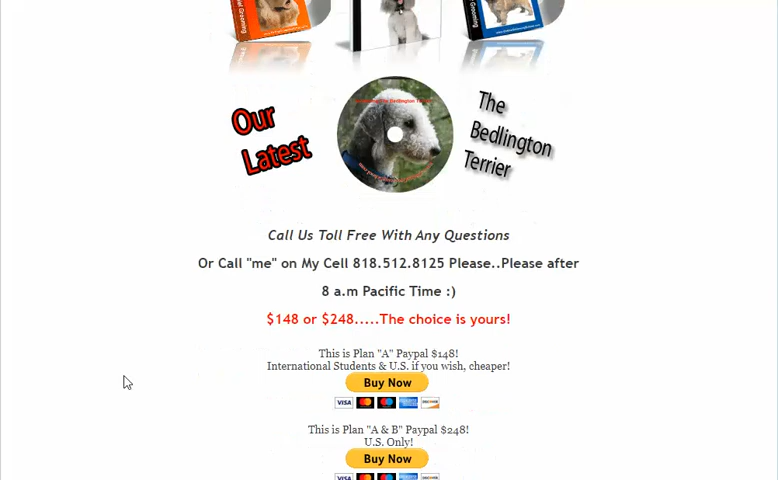 Our
Latest
The
Bedlington
Terrier
Call Us Toll Free With Any Questions
Or Call "me" on My Cell 818.512.8125 Please..Please after
8 a.m Pacific Time :)
$148 or $248.....The choice is yours!
This is Plan "A" Paypal $148!
International Students & U.S. if you wish, cheaper!
Buy Now
VISA
This is Plan "A & B" Paypal $248!
U.S. Only!
Buy Now